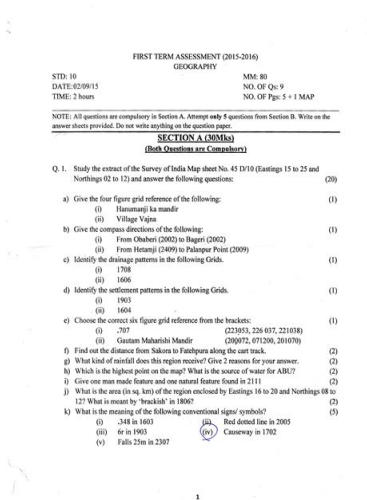 FIRST TERM ASSESSMENT (2015-2016)
GEOGRAPHY
STD: 10 MM: 80
DATE:02/09/15 NO. OF Qs: 9
TIME: 2 hours NO. OF Pgs: 5 + 1 MAP
NOTE: All questions are compulsory in Section A. Attempt only 5 questions from Section B. Write on the
answer sheets provided. Do not write anything on the question paper.
SECTION A (30Mks)
(Both Questions are Compulsory)
Q. 1. Study the extract of the Survey of India Map sheet No. 45 D/10 (Eastings 15 to 25 and
Northings 02 to 12) and answer the following questions: (20)
a) Give the four figure grid reference of the following: (1)
(i) Hanumanji ka mandir
(ii) Village Vajna
b) Give the compass directions of the following: (1)
(i) From Obaberi (2002) to Bageri (2002)
(ii) From Hetamji (2409) to Palanpur Point (2009)
c) Identify the drainage patterns in the following Grids. (1)
(i) 1708
(ii) 1606
d) Identify the settlement patterns in the following Grids. (1)
(i) 1903
(ii) 1604
e) Choose the correct six figure grid reference from the brackets: (1)
(i) .707 (223053, 226 037, 221038)
(ii) Gautam Maharishi Mandir (200072, 071200, 201070)
f) Find out the distance from Sakora to Fatehpura along the cart track. (2)
g) What kind of rainfall does this region receive? Give 2 reasons for your answer. (2)
h) Which is the highest point on the map? What is the source of water for ABU? (2)
i) Give one man made feature and one natural feature found in 2111 (2)
j) What is the area (in sq. km) of the region enclosed by Eastings 16 to 20 and Northings 08 to
12? What is meant by 'brackish' in 1806? (2)
k) What is the meaning of the following conventional signs/ symbols? (5)
(i) .348 in 1603 (ii) Red dotted line in 2005
(iii) 6r in 1903 (iv) Causeway in 1702
(v) Falls 25m in 2307
1